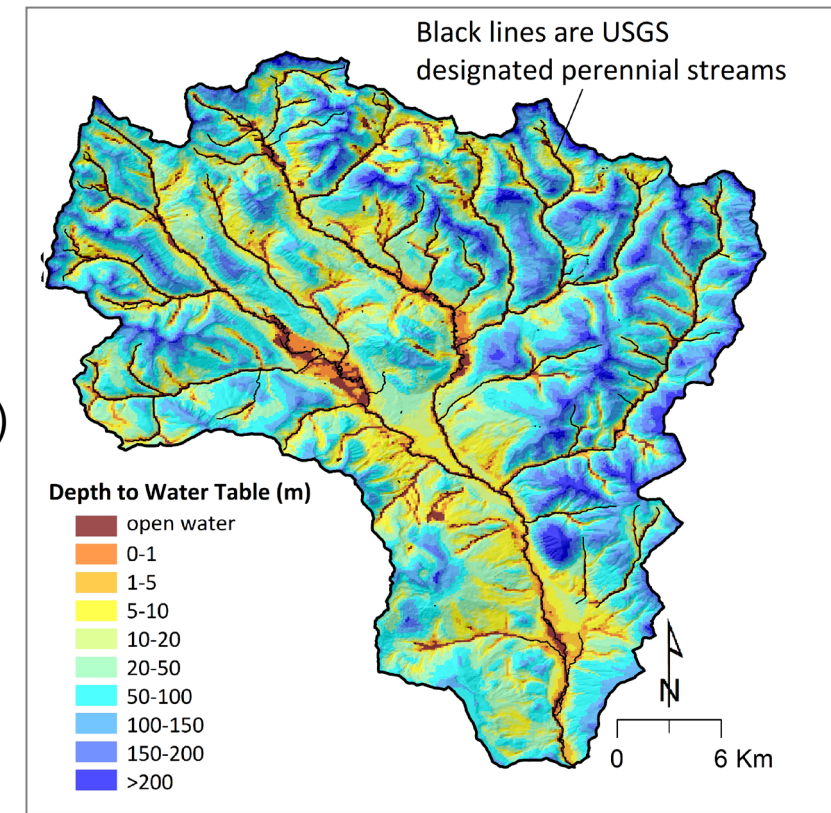 Black lines are USGS
designated perennial streams
)
Depth to Water Table (m)
open water
0-1
1-5
5-10
10-20
20-50
50-100
100-150
150-200
>200
N
0 6 Km